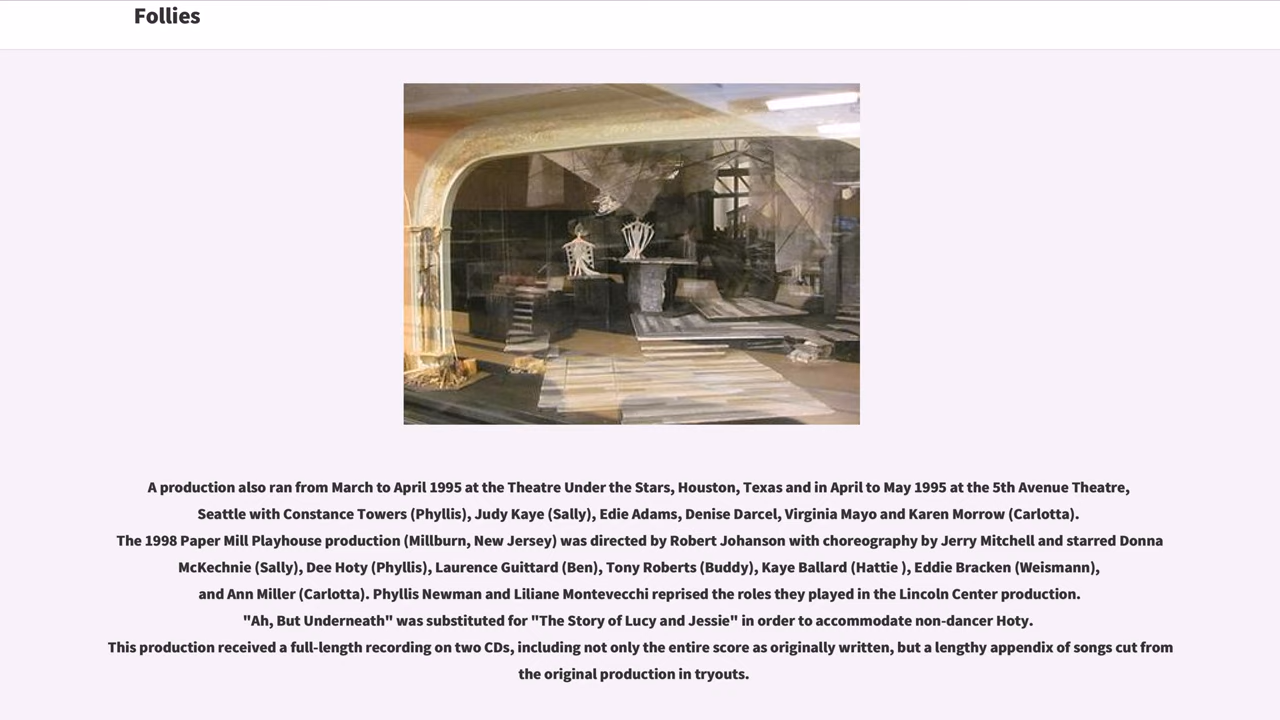 Follies
A production also ran from March to April 1995 at the Theatre Under the Stars, Houston, Texas and in April to May 1995 at the 5th Avenue Theatre,
Seattle with Constance Towers (Phyllis), Judy Kaye (Sally), Edie Adams, Denise Darcel, Virginia Mayo and Karen Morrow (Carlotta).
The 1998 Paper Mill Playhouse production (Millburn, New Jersey) was directed by Robert Johanson with choreography by Jerry Mitchell and starred Donna
McKechnie (Sally), Dee Hoty (Phyllis), Laurence Guittard (Ben), Tony Roberts (Buddy), Kaye Ballard (Hattie ), Eddie Bracken (Weismann),
and Ann Miller (Carlotta). Phyllis Newman and Liliane Montevecchi reprised the roles they played in the Lincoln Center production.
"Ah, But Underneath" was substituted for "The Story of Lucy and Jessie" in order to accommodate non-dancer Hoty.
This production received a full-length recording on two CDs, including not only the entire score as originally written, but a lengthy appendix of songs cut from
the original production in tryouts.